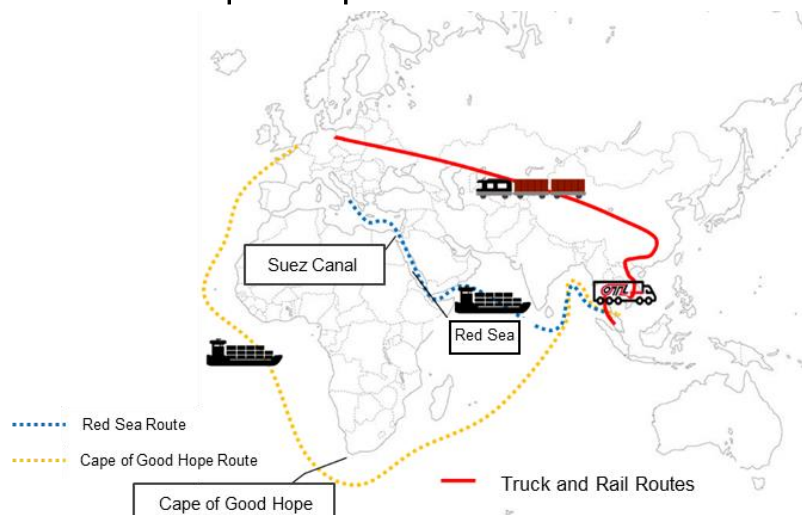 Suez Canal
OTTL
Red Sea
Red Sea Route
Cape of Good Hope Route
Truck and Rail Routes
Cape of Good Hope